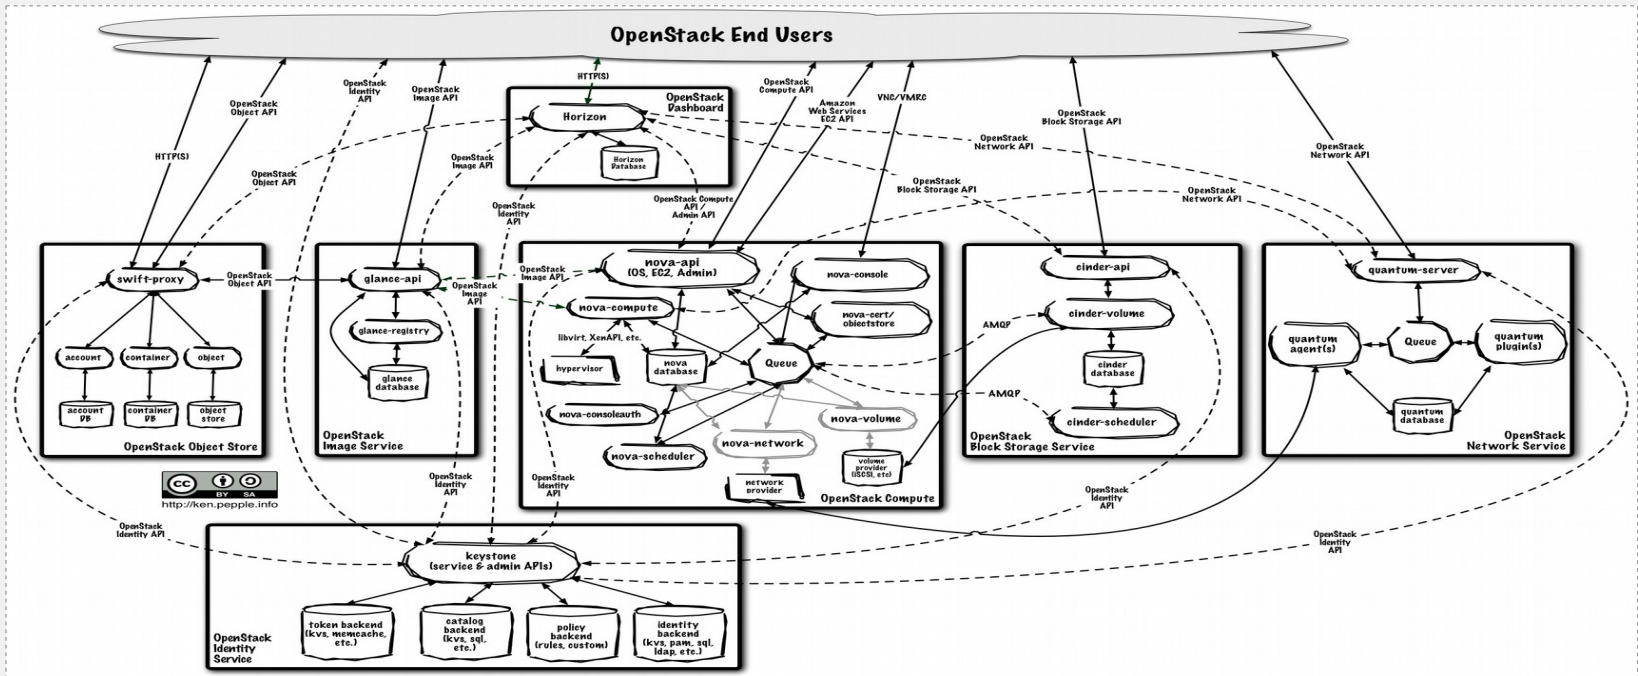 OpenStack End Users
HTTP(S)
OpenStack
Object API
OpenStack
Identity
API
OpenStack
Image API
HTTP(S)
OpenStack
Compute API
Amazon
Web Services
EC2 API
VNC/VMRC
OpenStack
Block Storage API
OpenStack
Network API
OpenStack
Dashboard
Horizon
Horizon
Database
OpenStack
Object API
OpenStack
Image API
OpenStack
Identity
API
OpenStack Compute
API
Admin API
OpenStack
Network API
OpenStack
Block Storage API
OpenStack
Network API
swift-proxy
account
container
object
account
DB
container
DB
object
store
OpenStack Object Store
OpenStack
Object API
glance-api
glance-registry
glance
database
OpenStack
Image Service
OpenStack
Image API
OpenStack
Image
API
nova-api
(OS, EC2, Admin)
nova-console
nova-compute
nova-cert/
objectstore
libvirt, XenAPI, etc.
hypervisor
nova
database
Queue
nova-consoleauth
nova-volume
nova-network
nova-scheduler
volume
provider
(iSCSI, etc)
network
provider
OpenStack Compute
AMQP
AMQP
cinder-api
cinder-volume
cinder
database
cinder-scheduler
OpenStack
Block Storage Service
quantum-server
quantum
agent(s)
Queue
quantum
plugin(s)
quantum
database
OpenStack
Network Service
cc
BY SA
http://ken.pepple.info
OpenStack
Identity API
OpenStack
Identity
API
OpenStack
Identity
API
OpenStack
Identity
API
OpenStack
Identity
API
keystone
(service & admin APIs)
token backend
(kvs, memcache,
etc.)
catalog
backend
(kvs, sql,
etc.)
policy
backend
(rules, custom)
identity
backend
(kvs, pam, sql,
ldap, etc.)
OpenStack
Identity
Service